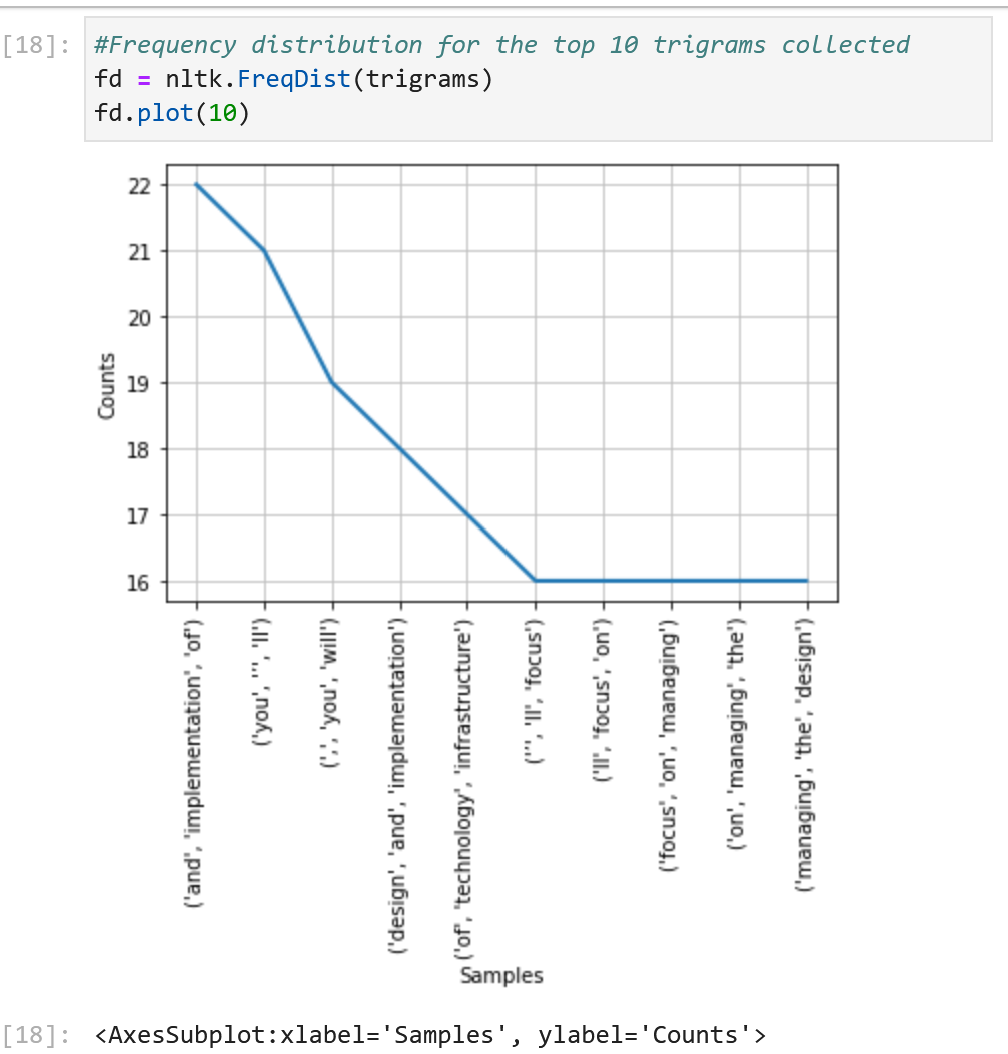 [18]: #Frequency distribution for the top 10 trigrams collected
fd = nltk.FreqDist(trigrams)
fd.plot(10)
22
21
20
19
18
17
16
Counts
('and', 'implementation', 'of')
('you', ''', 'll')
(',', 'you', 'will')
('design', 'and', 'implementation')
('of', 'technology', 'infrastructure')
(''', 'll', 'focus')
('ll', 'focus', 'on')
('focus', 'on', 'managing')
('on', 'managing', 'the')
('managing', 'the', 'design')
Samples
[18]: <AxesSubplot:xlabel='Samples', ylabel='Counts'>